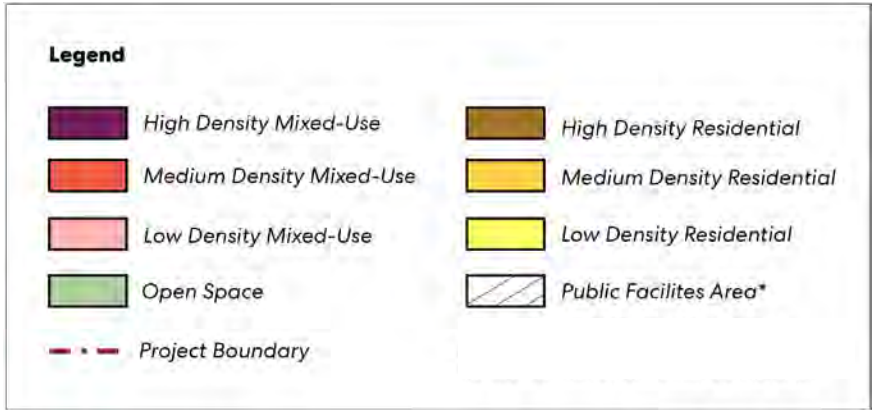 Legend
High Density Mixed-Use
Medium Density Mixed-Use
Low Density Mixed-Use
Open Space
Project Boundary
High Density Residential
Medium Density Residential
Low Density Residential
Public Facilites Area*